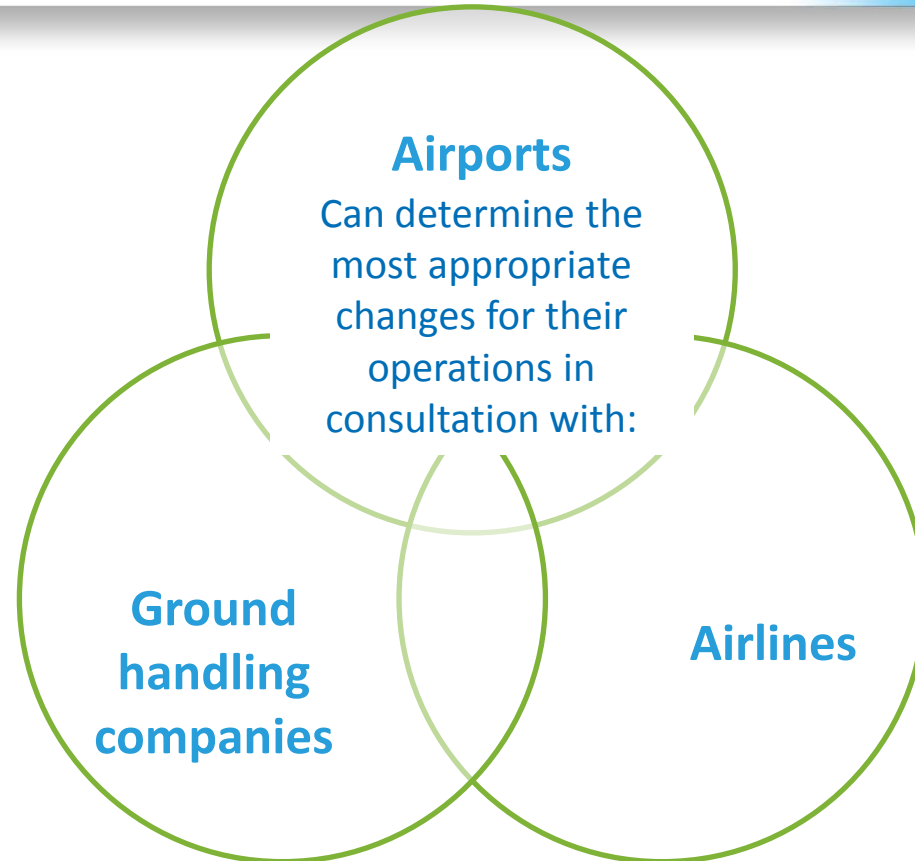 Airports
Can determine the
most appropriate
changes for their
operations in
consultation with:
Ground
handling
companies
Airlines